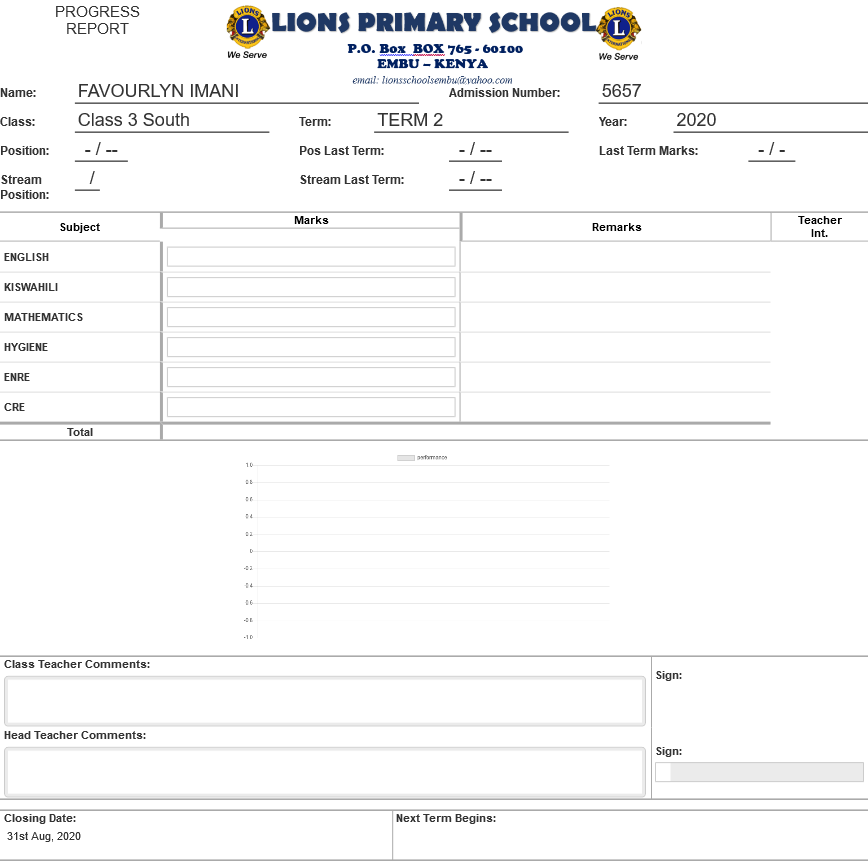 PROGRESS
REPORT
LIONS PRIMARY SCHOOL
LIONS
L
INTERNATIONAL
We Serve
LIONS
L
INTERNATIONAL
We Serve
P.O. Box BOX 765 - 60100
EMBU – KENYA
email: lionsschoolsembu@yahoo.com
Name: FAVOURLYN IMANI Admission Number: 5657
Class: Class 3 South Term: TERM 2 Year: 2020
Position: - / -- Pos Last Term: - / -- Last Term Marks: - / -
Stream Position: / Stream Last Term: - / --
Subject Marks Remarks Teacher Int.
ENGLISH
KISWAHILI
MATHEMATICS
HYGIENE
ENRE
CRE
Total
performance
1.0
0.8
0.6
0.4
0.2
0
-0.2
-0.4
-0.6
-0.8
-1.0
Class Teacher Comments:
Sign:
Head Teacher Comments:
Sign:
Closing Date: Next Term Begins:
31st Aug, 2020